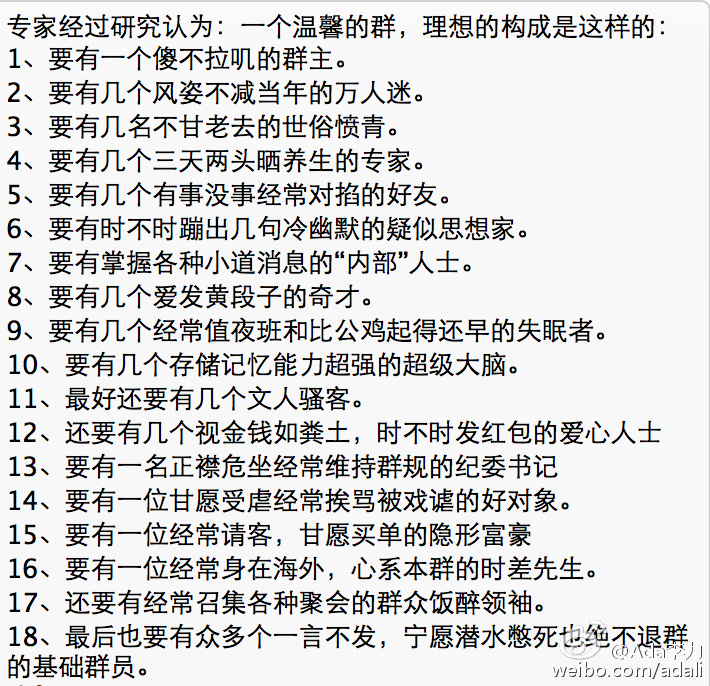 专家经过研究认为：一个温馨的群，理想的构成是这样的：
1、要有一个傻不拉叽的群主。
2、要有几个风姿不减当年的万人迷。
3、要有几名不甘老去的世俗愤青。
4、要有几个三天两头晒养生的专家。
5、要有几个有事没事经常对掐的好友。
6、要有时不时蹦出几句冷幽默的疑似思想家。
7、要有掌握各种小道消息的“内部”人士。
8、要有几个爱发黄段子的奇才。
9、要有几个经常值夜班和比公鸡起得还早的失眠者。
10、要有几个存储记忆能力超强的超级大脑。
11、最好还要有几个文人骚客。
12、还要有几个视金钱如粪土，时不时发红包的爱心人士
13、要有一名正襟危坐经常维持群规的纪委书记
14、要有一位甘愿受虐经常挨骂被戏谑的好对象。
15、要有一位经常请客，甘愿买单的隐形富豪
16、要有一位经常身在海外，心系本群的时差先生。
17、还要有经常召集各种聚会的群众饭醉领袖。
18、最后也要有众多个一言不发，宁愿潜水憋死也绝不退群
的基础群员。
weibo.com/adali